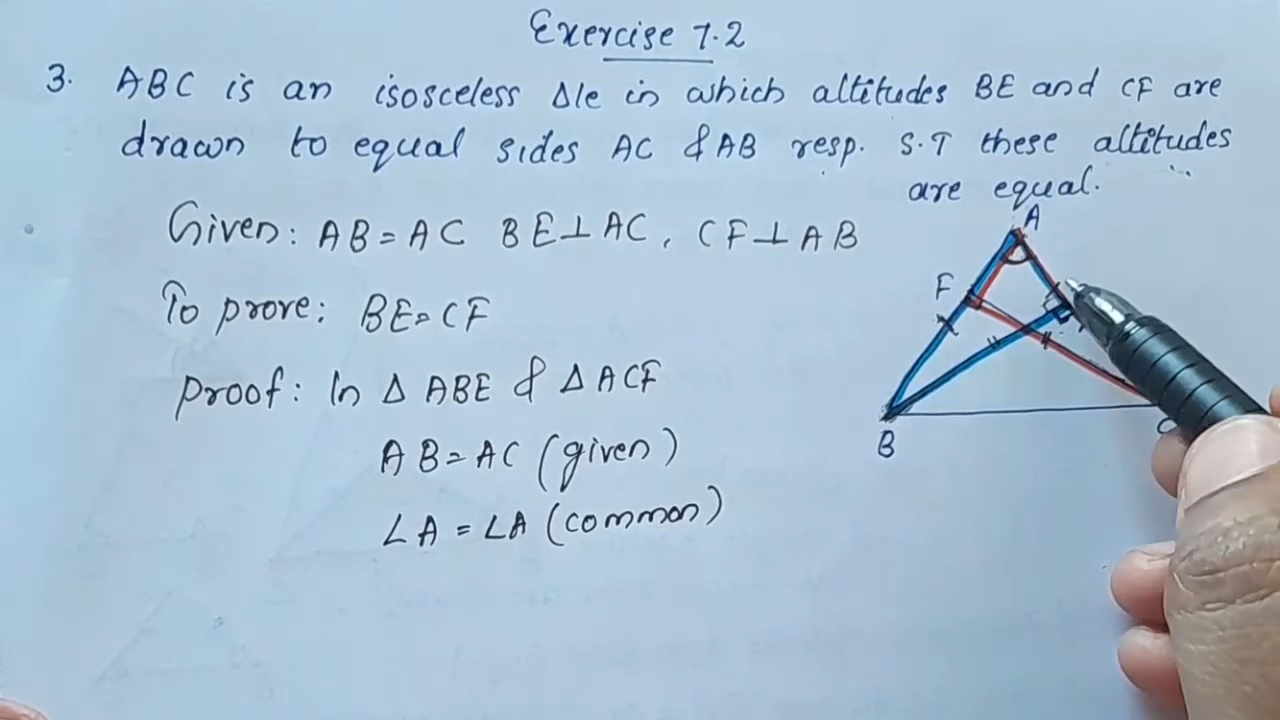 Exercise 7.2
3. ABC is an isosceless Δle in which altitudes BE and CF are
drawn to equal sides AC & AB resp. S.T these altitudes
are equal.
Given: AB = AC BE⊥AC, CF⊥AB
To prove: BE = CF
Proof: In Δ ABE & Δ ACF
AB = AC (given)
∠A = ∠A (common)
A
F
B